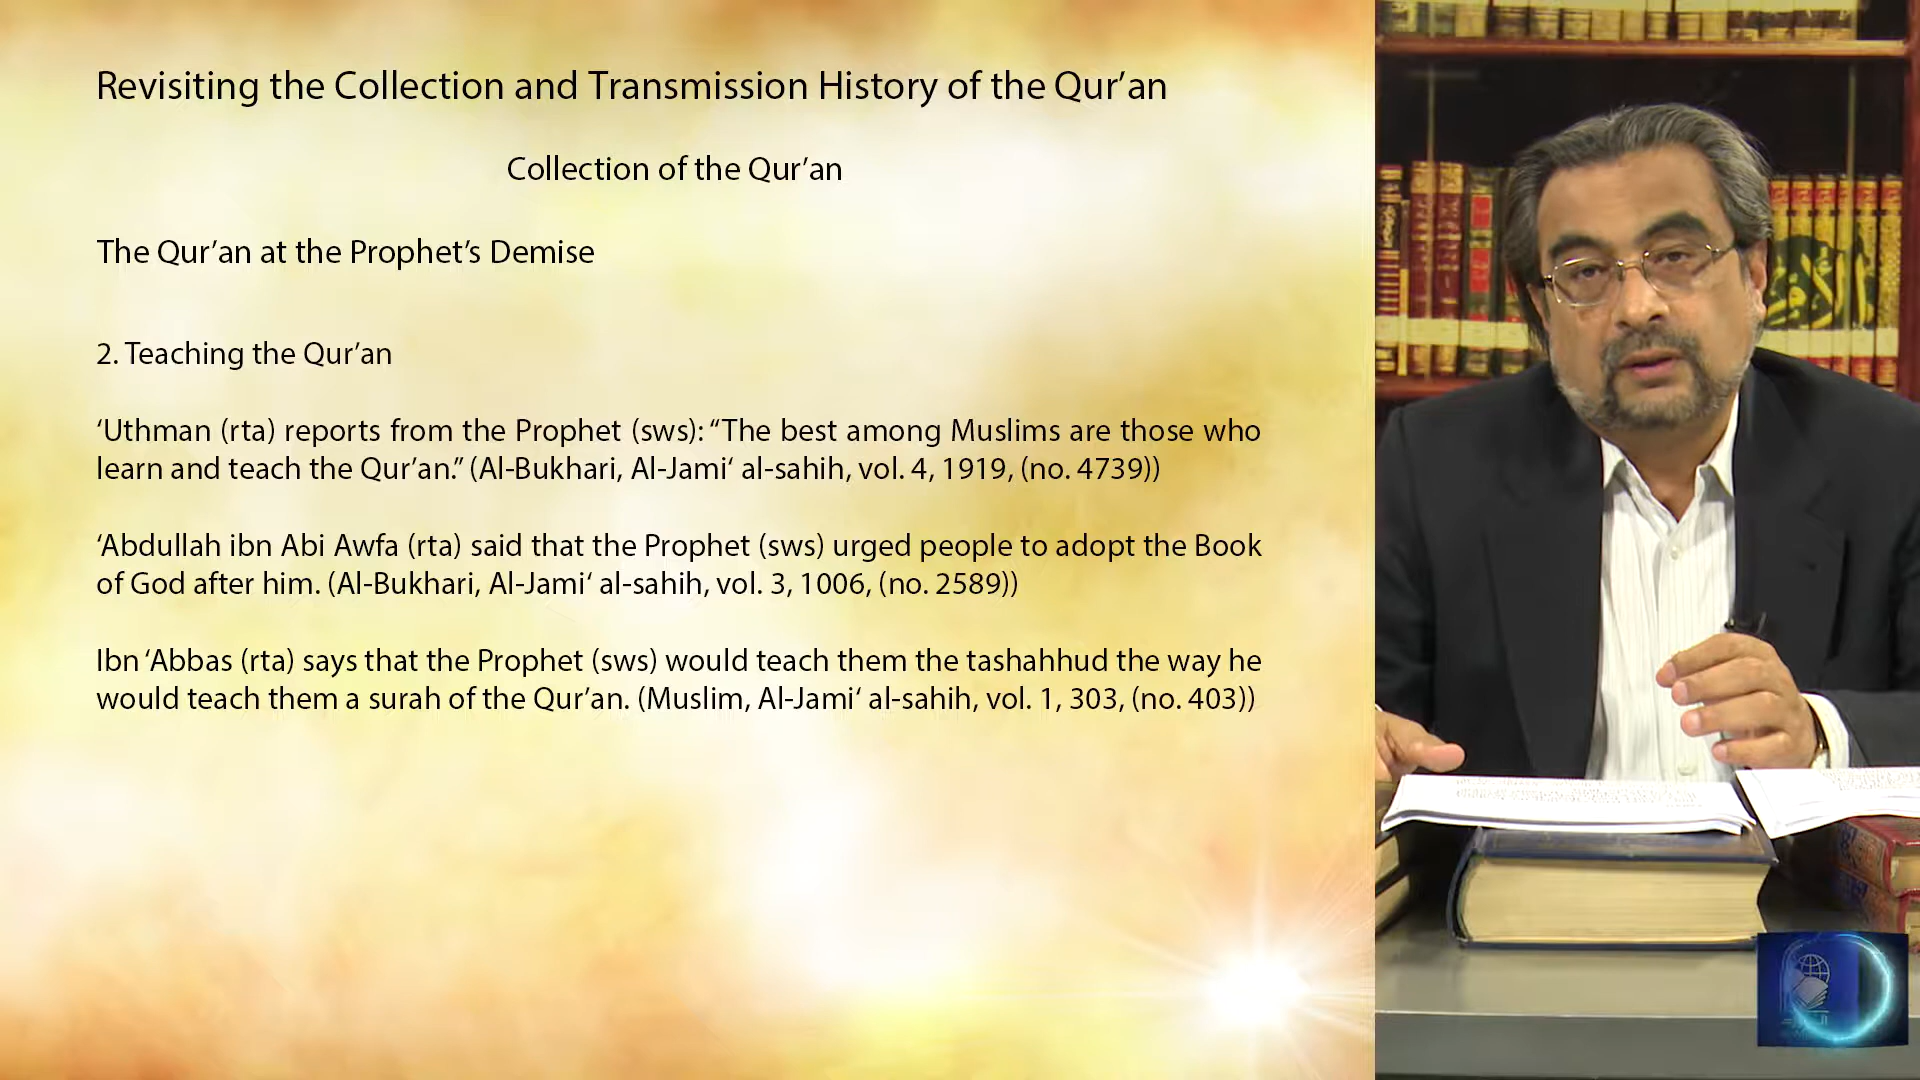 Revisiting the Collection and Transmission History of the Qur’an
Collection of the Qur’an
The Qur’an at the Prophet’s Demise
2. Teaching the Qur’an
‘Uthman (rta) reports from the Prophet (sws): “The best among Muslims are those who
learn and teach the Qur’an.” (Al-Bukhari, Al-Jami‘ al-sahih, vol. 4, 1919, (no. 4739))
‘Abdullah ibn Abi Awfa (rta) said that the Prophet (sws) urged people to adopt the Book
of God after him. (Al-Bukhari, Al-Jami‘ al-sahih, vol. 3, 1006, (no. 2589))
Ibn ‘Abbas (rta) says that the Prophet (sws) would teach them the tashahhud the way he
would teach them a surah of the Qur’an. (Muslim, Al-Jami‘ al-sahih, vol. 1, 303, (no. 403))